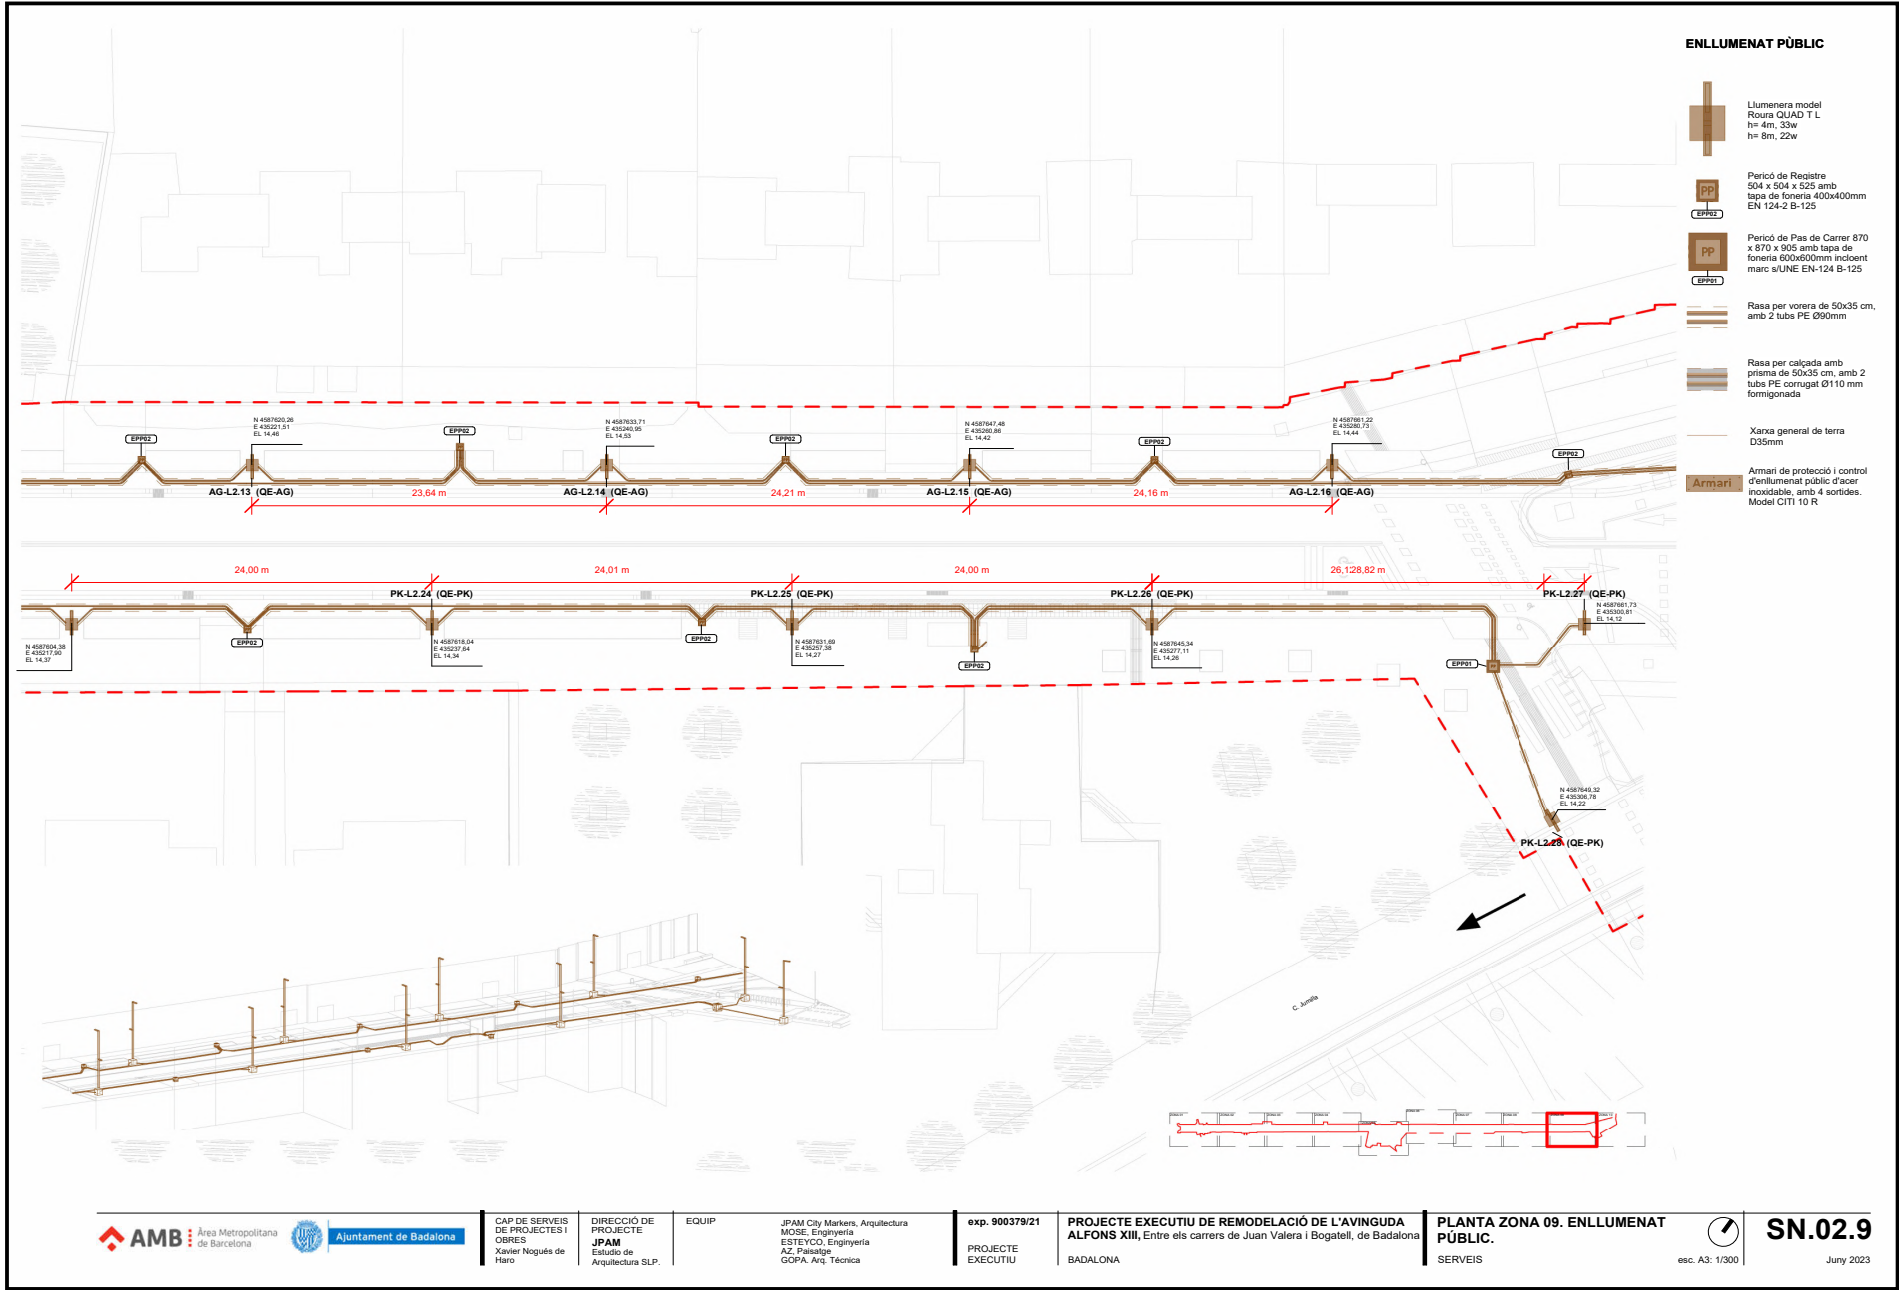 ENLLUMENAT PÙBLIC
Llumenera model
Roura QUAD T L
h= 4m, 33w
h= 8m, 22w
PP
EPP02
Pericó de Registre
504 x 504 x 525 amb
tapa de foneria 400x400mm
EN 124-2 B-125
PP
EPP01
Pericó de Pas de Carrer 870
x 870 x 905 amb tapa de
foneria 600x600mm incloent
marc s/UNE EN-124 B-125
Rasa per vorera de 50x35 cm,
amb 2 tubs PE Ø90mm
Rasa per calçada amb
prisma de 50x35 cm, amb 2
tubs PE corrugat Ø110 mm
formigonada
Xarxa general de terra
D35mm
Armari
Armari de protecció i control
d'enllumenat públic d'acer
inoxidable, amb 4 sortides.
Model CITI 10 R
EPP02
N 4587620,26
E 435221,51
EL 14,46
EPP02
N 4587633,71
E 435240,95
EL 14,53
EPP02
N 4587647,48
E 435260,86
EL 14,42
EPP02
N 4587661,22
E 435280,73
EL 14,44
EPP02
AG-L2.13 (QE-AG)
23,64 m
AG-L2.14 (QE-AG)
24,21 m
AG-L2.15 (QE-AG)
24,16 m
AG-L2.16 (QE-AG)
24,00 m
24,01 m
24,00 m
28,82 m
PK-L2.24 (QE-PK)
PK-L2.25 (QE-PK)
PK-L2.26 (QE-PK)
PK-L2.27 (QE-PK)
N 4587604,38
E 435217,90
EL 14,37
EPP02
N 4587618,04
E 435237,64
EL 14,34
EPP02
N 4587631,69
E 435257,38
EL 14,27
EPP02
N 4587645,34
E 435277,11
EL 14,26
EPP01
N 4587661,73
E 435300,81
EL 14,12
N 4587649,32
E 435306,78
EL 14,22
PK-L2.28 (QE-PK)
C. Jumilla
AMB
Àrea Metropolitana
de Barcelona
Ajuntament de Badalona
CAP DE SERVEIS
DE PROJECTES I
OBRES
Xavier Nogués de
Haro
DIRECCIÓ DE
PROJECTE
JPAM
Estudio de
Arquitectura SLP.
EQUIP
JPAM City Markers, Arquitectura
MOSE, Enginyería
ESTEYCO, Enginyería
AZ, Paisatge
GOPA. Arq. Técnica
exp. 900379/21
PROJECTE
EXECUTIU
PROJECTE EXECUTIU DE REMODELACIÓ DE L'AVINGUDA
ALFONS XIII, Entre els carrers de Juan Valera i Bogatell, de Badalona
BADALONA
PLANTA ZONA 09. ENLLUMENAT
PÚBLIC.
SERVEIS
esc. A3: 1/300
SN.02.9
Juny 2023